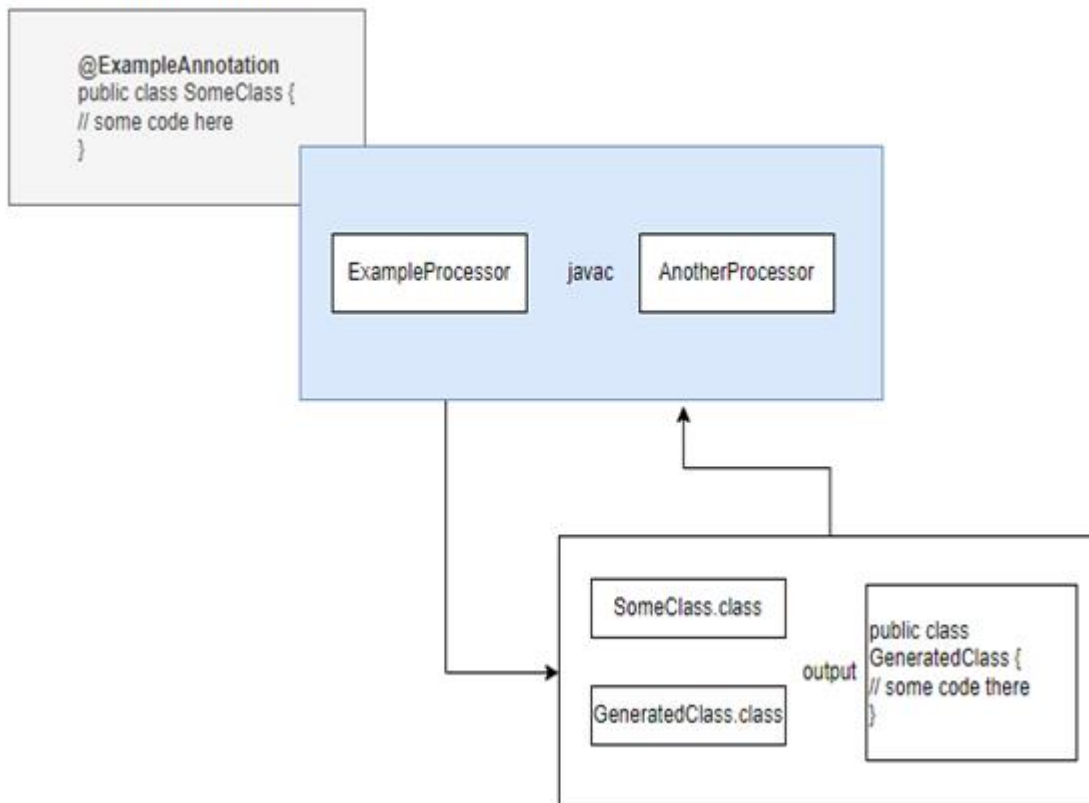 @ExampleAnnotation
public class SomeClass {
// some code here
}
ExampleProcessor
javac
AnotherProcessor
SomeClass.class
GeneratedClass.class
output
public class
GeneratedClass {
// some code there
}